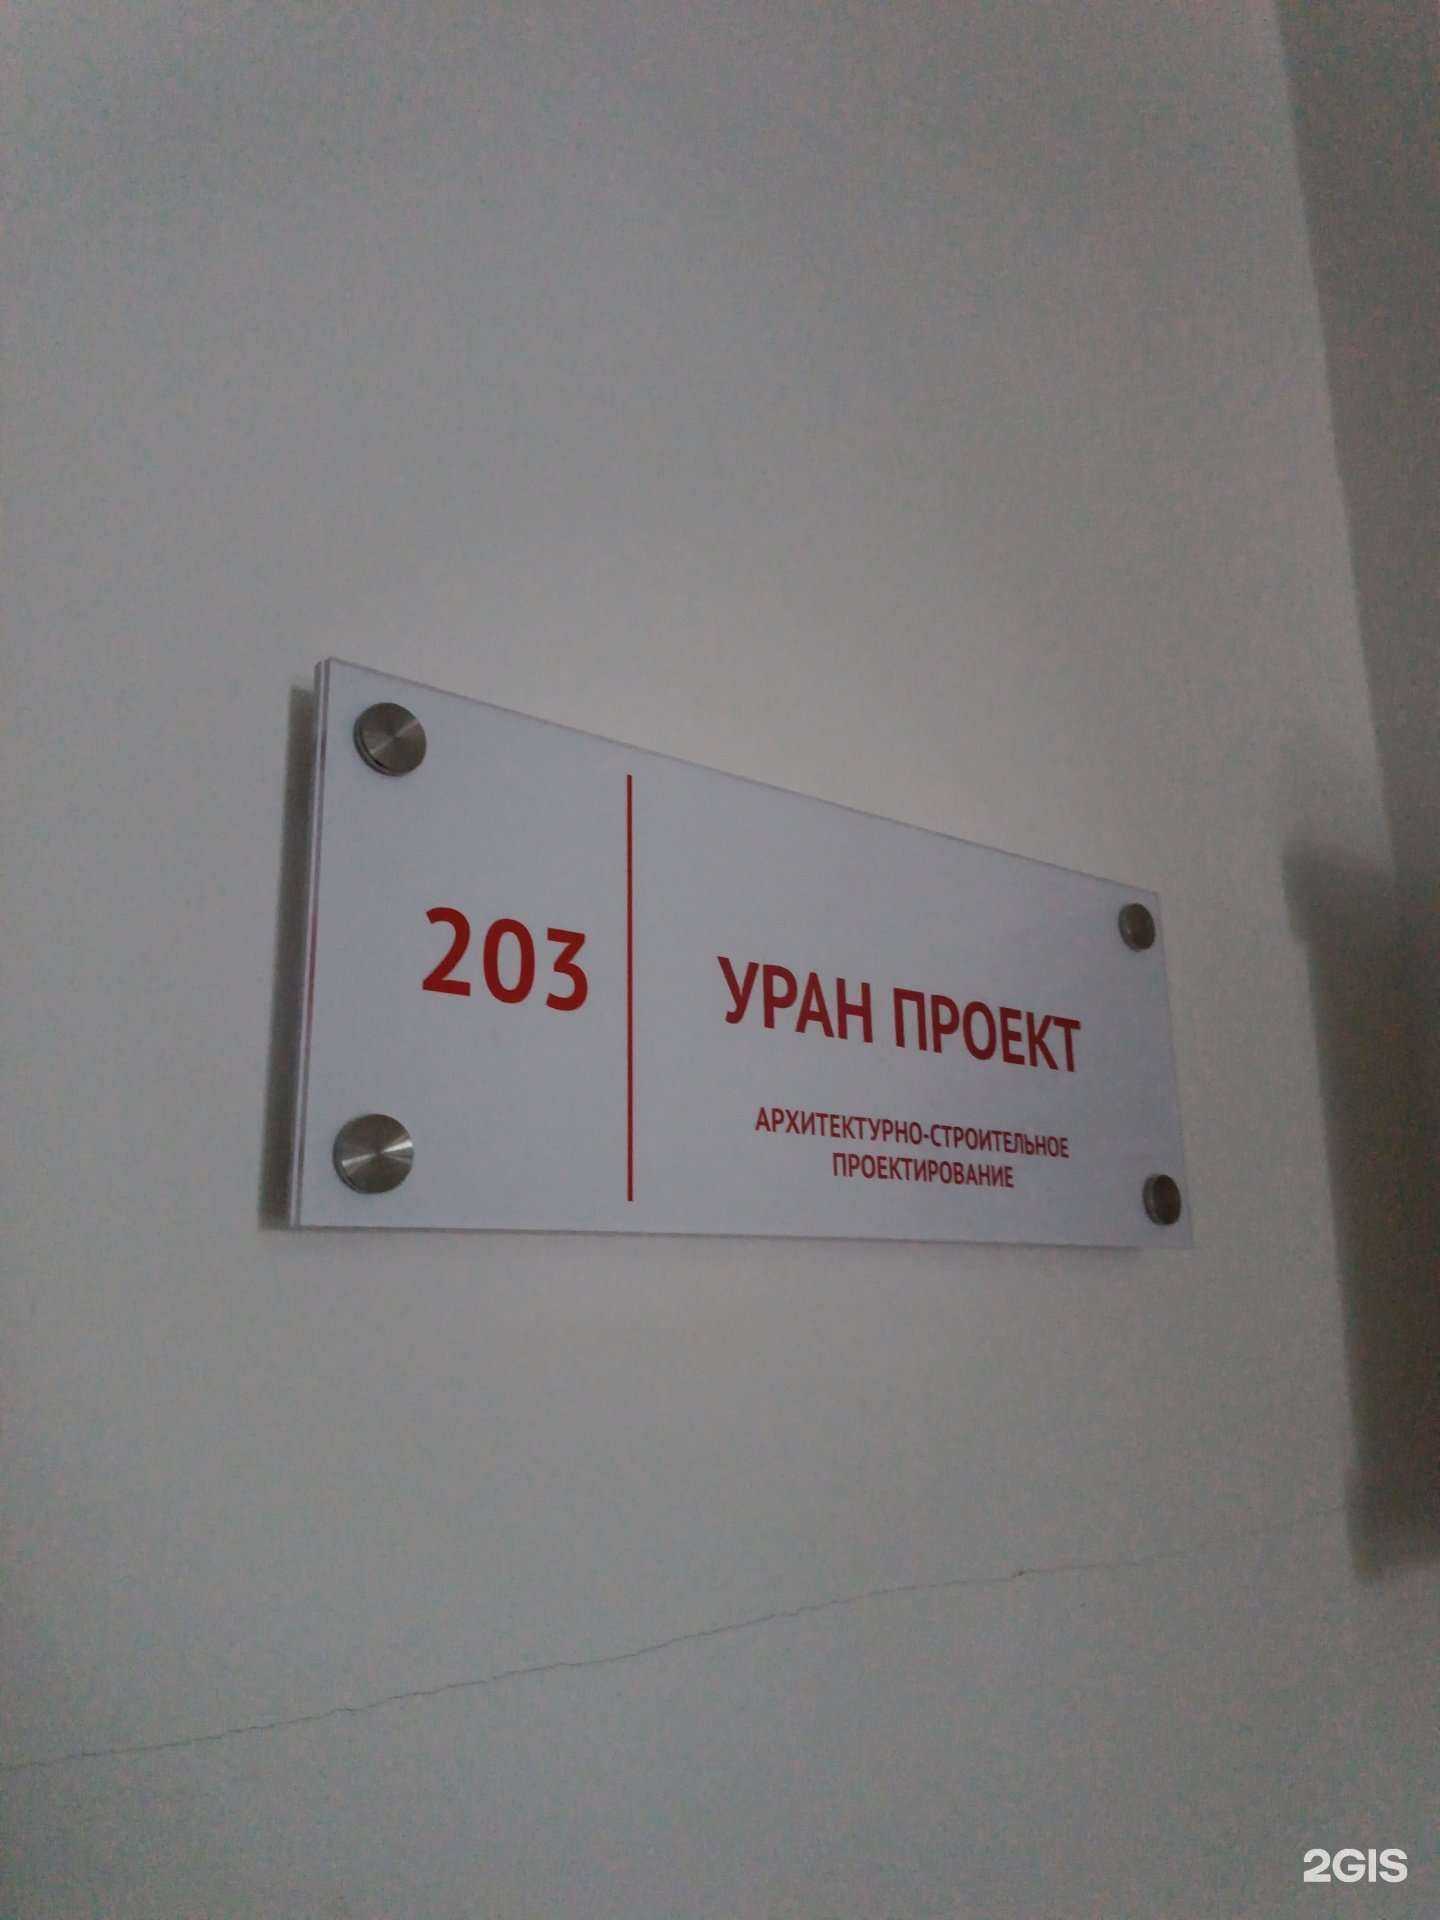 203
УРАН ПРОЕКТ
АРХИТЕКТУРНО-СТРОИТЕЛЬНОЕ
ПРОЕКТИРОВАНИЕ
2GIS